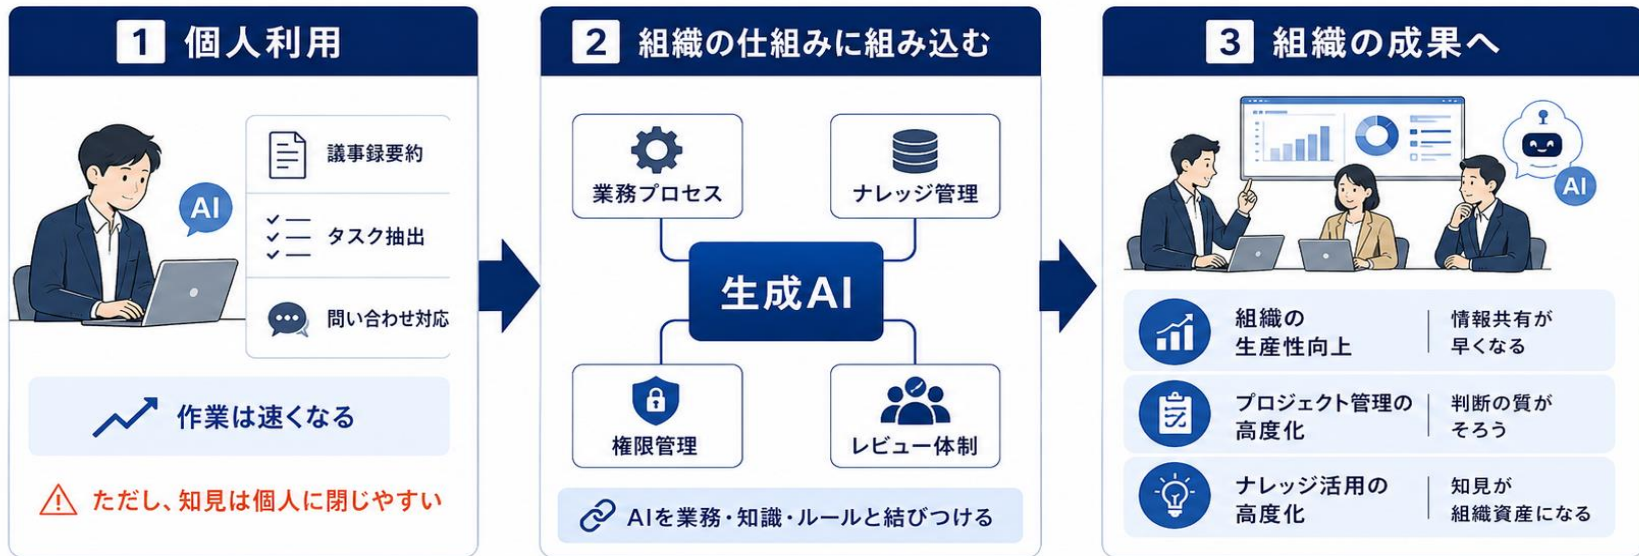 1 個人利用
AI
議事録要約
タスク抽出
問い合わせ対応
作業は速くなる
ただし、知見は個人に閉じやすい
2 組織の仕組みに組み込む
業務プロセス
ナレッジ管理
生成AI
権限管理
レビュー体制
AIを業務・知識・ルールと結びつける
3 組織の成果へ
AI
組織の
生産性向上
情報共有が
早くなる
プロジェクト管理の
高度化
判断の質が
そろう
ナレッジ活用の
高度化
知見が
組織資産になる